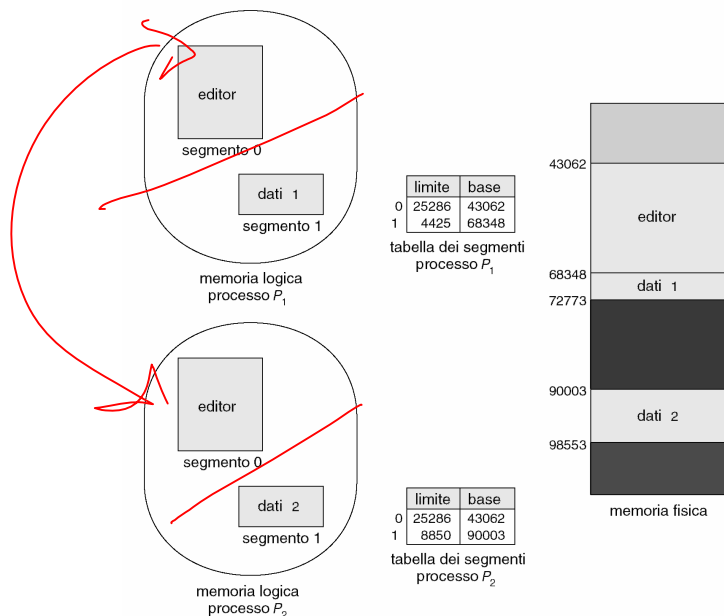 editor
segmento 0
dati 1
segmento 1
memoria logica
processo P1
limite base
0 25286 43062
1 4425 68348
tabella dei segmenti
processo P1
editor
segmento 0
dati 2
segmento 1
memoria logica
processo P2
limite base
0 25286 43062
1 8850 90003
tabella dei segmenti
processo P2
43062
editor
68348
dati 1
72773
90003
dati 2
98553
memoria fisica